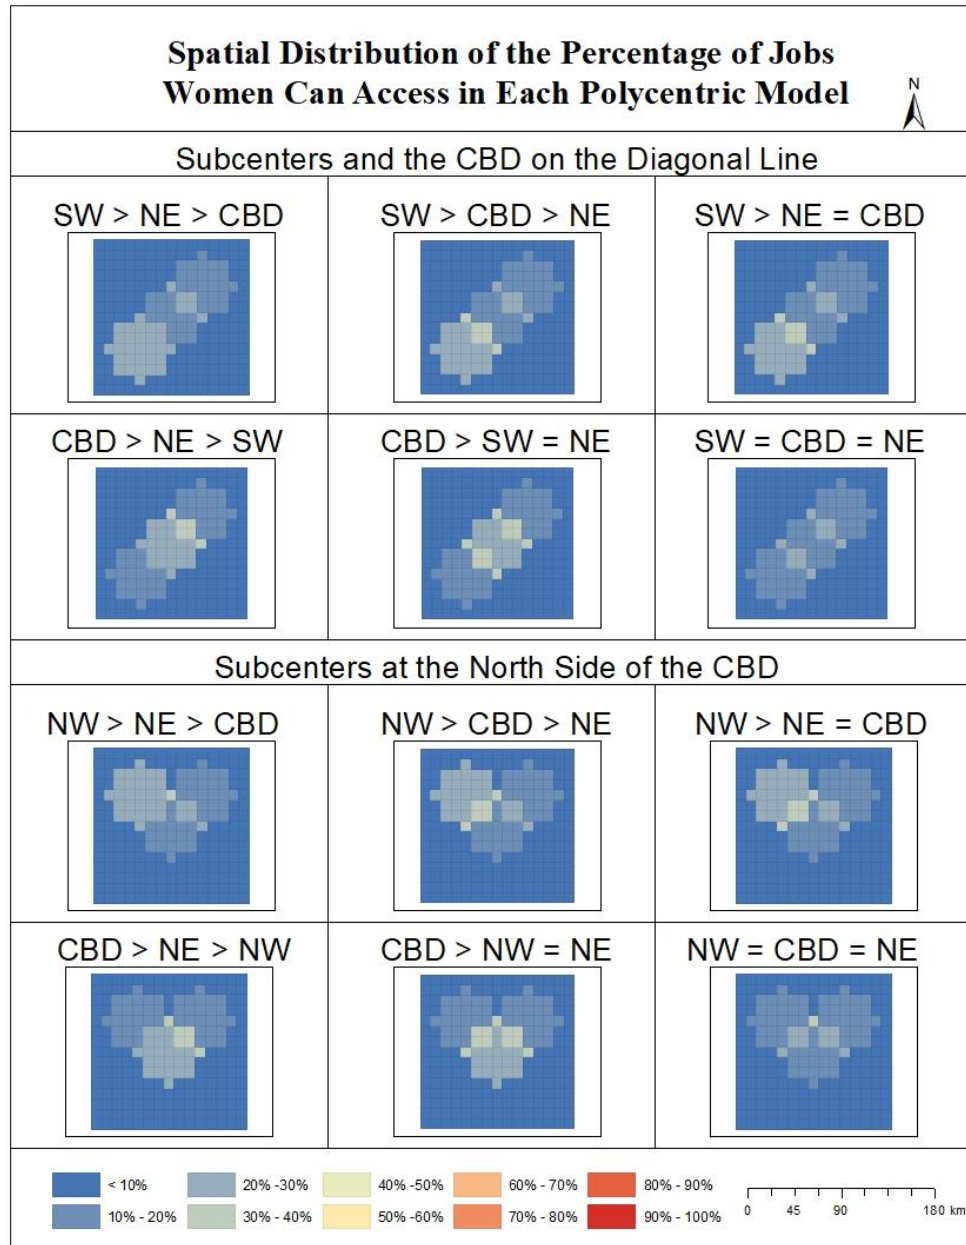 Spatial Distribution of the Percentage of Jobs
Women Can Access in Each Polycentric Model
N
Subcenters and the CBD on the Diagonal Line
SW > NE > CBD
SW > CBD > NE
SW > NE = CBD
CBD > NE > SW
CBD > SW = NE
SW = CBD = NE
Subcenters at the North Side of the CBD
NW > NE > CBD
NW > CBD > NE
NW > NE = CBD
CBD > NE > NW
CBD > NW = NE
NW = CBD = NE
< 10% 20% -30% 40% -50% 60% - 70% 80% - 90%
10% - 20% 30% - 40% 50% -60% 70% - 80% 90% - 100%
0 45 90 180 km